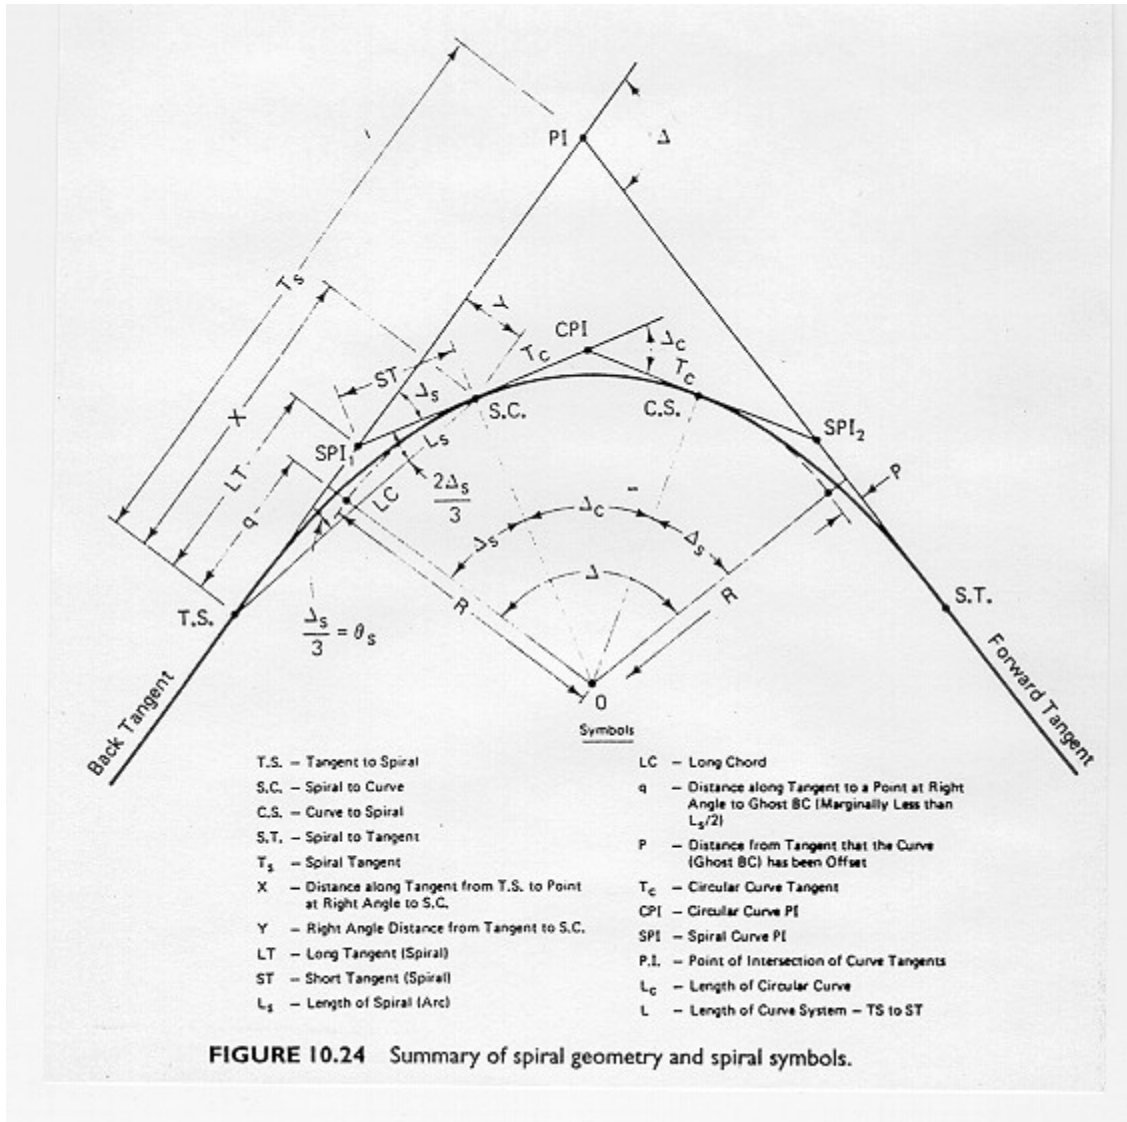 PI
Δ
Ts
Y
CPI
Tc
Δc
Tc
ST
Δs
X
S.C.
C.S.
SPI₂
SPI₁
Ls
LT
P
LC
2Δs
3
Δc
q
Δs
Δs
Δ
R
R
S.T.
T.S.
Δs
3
= θs
Back Tangent
Forward Tangent
O
Symbols
T.S. – Tangent to Spiral
S.C. – Spiral to Curve
C.S. – Curve to Spiral
S.T. – Spiral to Tangent
Ts – Spiral Tangent
X – Distance along Tangent from T.S. to Point
at Right Angle to S.C.
Y – Right Angle Distance from Tangent to S.C.
LT – Long Tangent (Spiral)
ST – Short Tangent (Spiral)
Ls – Length of Spiral (Arc)
LC – Long Chord
q – Distance along Tangent to a Point at Right
Angle to Ghost BC (Marginally Less than
Ls/2)
P – Distance from Tangent that the Curve
(Ghost BC) has been Offset
Tc – Circular Curve Tangent
CPI – Circular Curve PI
SPI – Spiral Curve PI
P.I. – Point of Intersection of Curve Tangents
Lc – Length of Circular Curve
L – Length of Curve System – TS to ST
FIGURE 10.24 Summary of spiral geometry and spiral symbols.